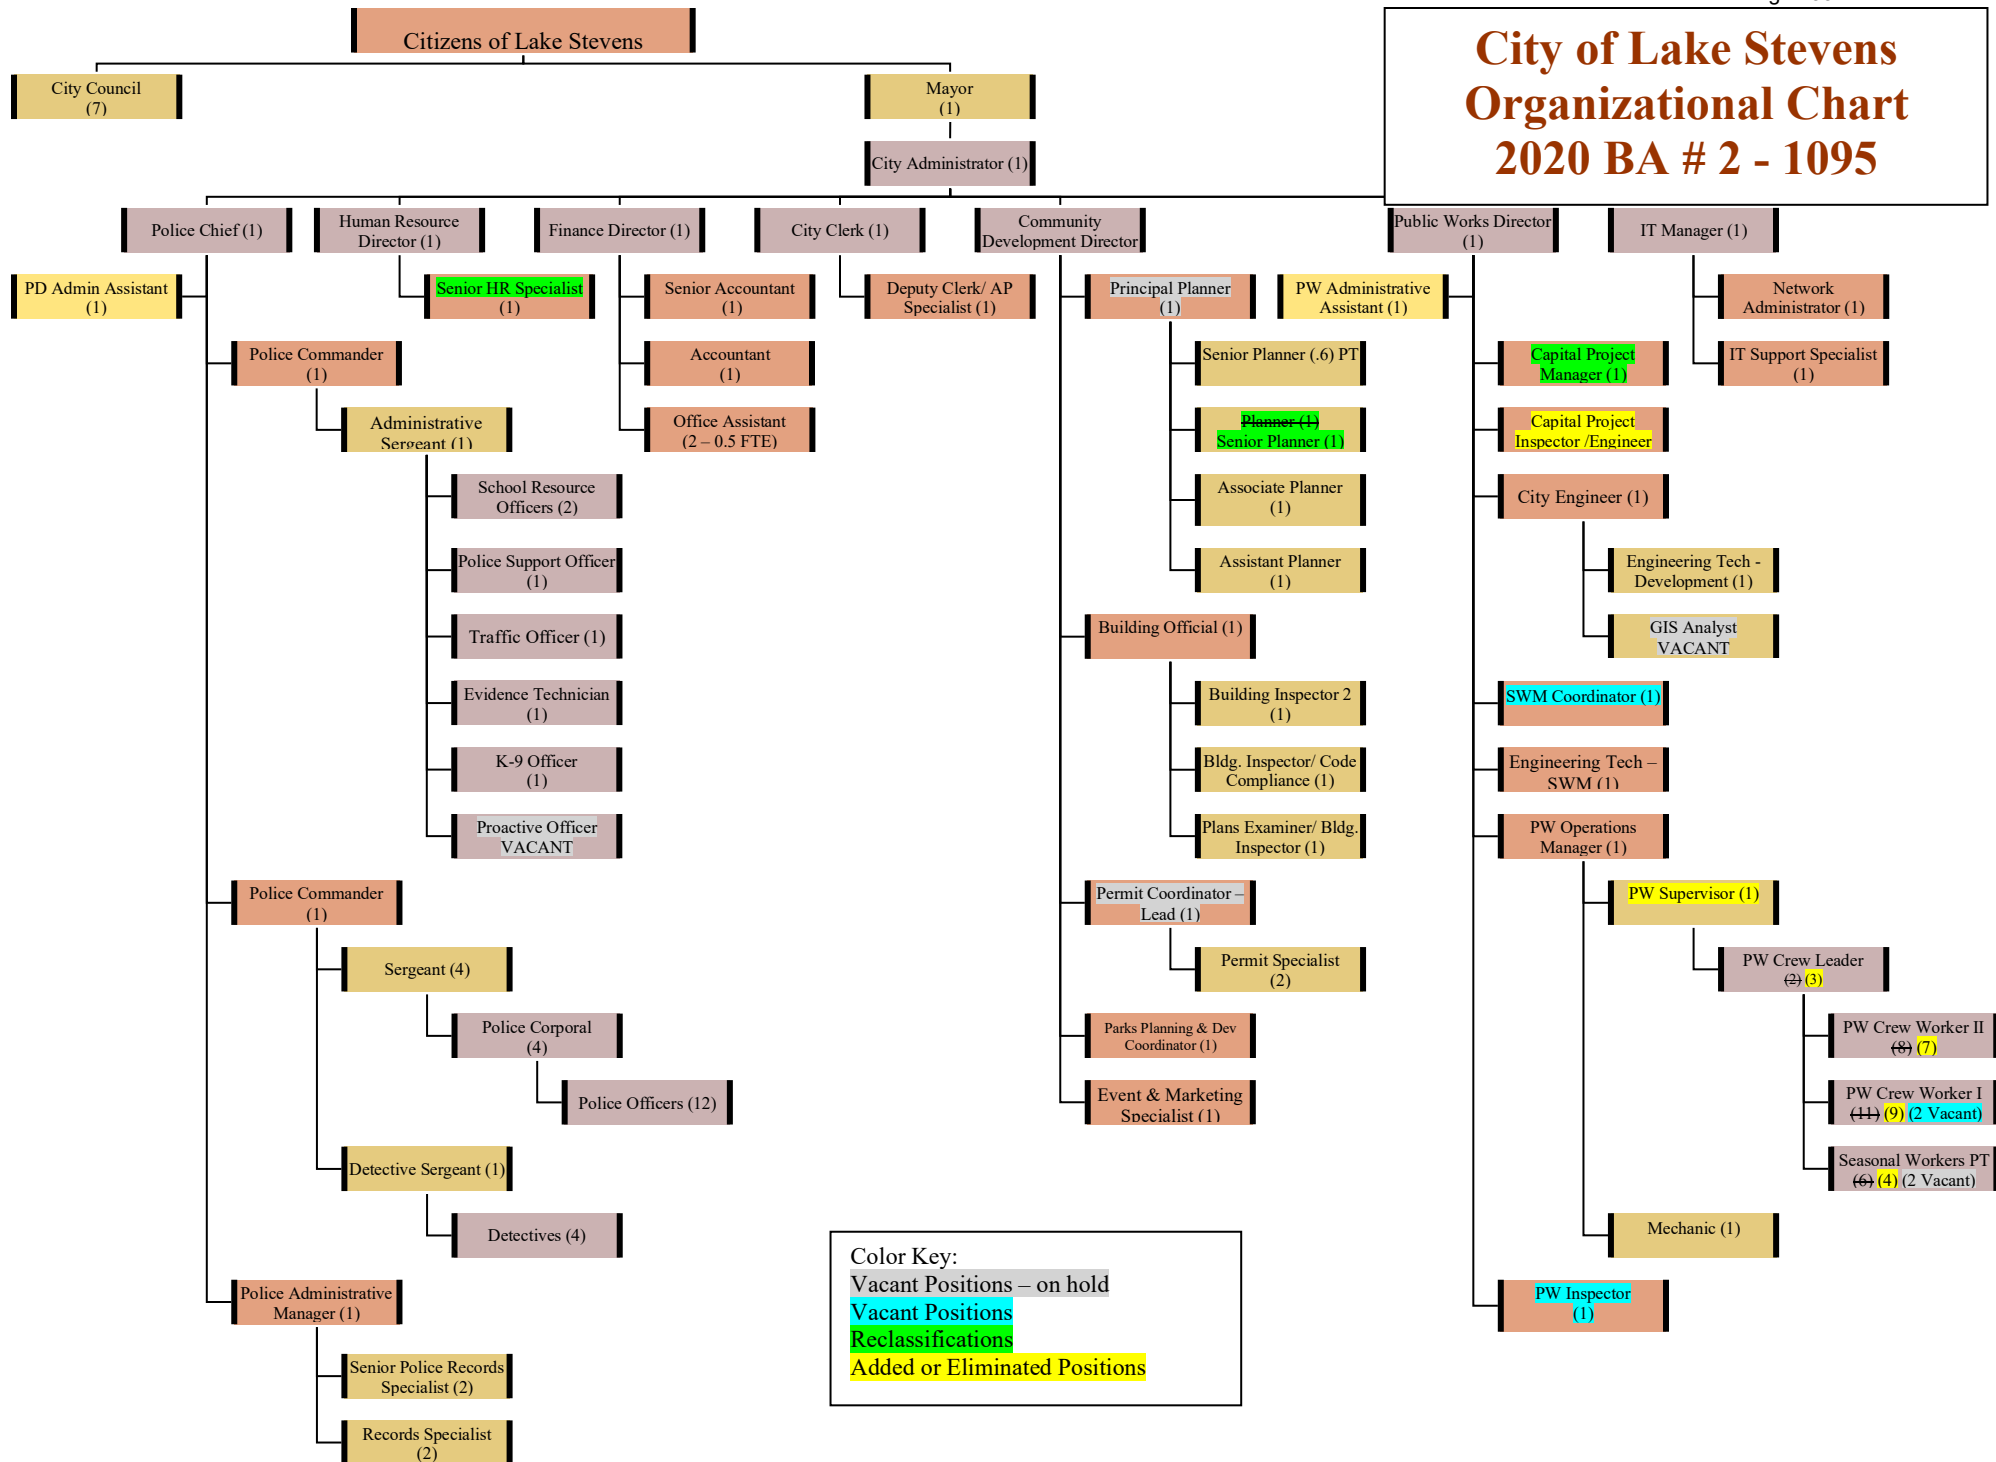 City of Lake Stevens
Organizational Chart
2020 BA # 2 - 1095
Citizens of Lake Stevens
City Council
(7)
Mayor
(1)
City Administrator (1)
Police Chief (1)
Human Resource
Director (1)
Finance Director (1)
City Clerk (1)
Community
Development Director
Public Works Director
(1)
IT Manager (1)
PD Admin Assistant
(1)
Senior HR Specialist
(1)
Senior Accountant
(1)
Deputy Clerk/ AP
Specialist (1)
Principal Planner
(1)
PW Administrative
Assistant (1)
Network
Administrator (1)
Police Commander
(1)
Accountant
(1)
Senior Planner (.6) PT
Capital Project
Manager (1)
IT Support Specialist
(1)
Administrative
Sergeant (1)
Office Assistant
(2 – 0.5 FTE)
Planner (1)
Senior Planner (1)
Capital Project
Inspector /Engineer
School Resource
Officers (2)
Associate Planner
(1)
City Engineer (1)
Police Support Officer
(1)
Assistant Planner
(1)
Engineering Tech -
Development (1)
Traffic Officer (1)
Building Official (1)
GIS Analyst
VACANT
Evidence Technician
(1)
Building Inspector 2
(1)
SWM Coordinator (1)
K-9 Officer
(1)
Bldg. Inspector/ Code
Compliance (1)
Engineering Tech –
SWM (1)
Proactive Officer
VACANT
Plans Examiner/ Bldg.
Inspector (1)
PW Operations
Manager (1)
Police Commander
(1)
Permit Coordinator –
Lead (1)
PW Supervisor (1)
Sergeant (4)
Permit Specialist
(2)
PW Crew Leader
(2) (3)
Police Corporal
(4)
Parks Planning & Dev
Coordinator (1)
PW Crew Worker II
(8) (7)
Police Officers (12)
Event & Marketing
Specialist (1)
PW Crew Worker I
(11) (9) (2 Vacant)
Detective Sergeant (1)
Seasonal Workers PT
(6) (4) (2 Vacant)
Detectives (4)
Mechanic (1)
Police Administrative
Manager (1)
PW Inspector
(1)
Senior Police Records
Specialist (2)
Records Specialist
(2)
Color Key:
Vacant Positions – on hold
Vacant Positions
Reclassifications
Added or Eliminated Positions